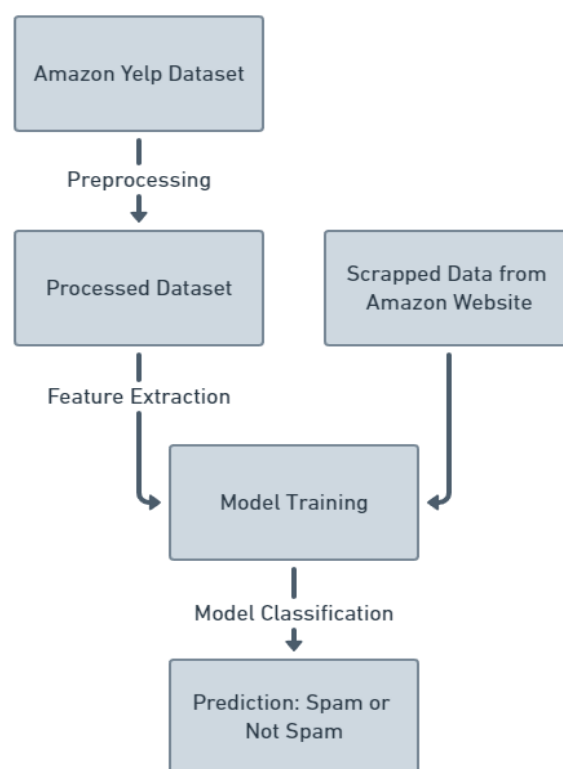 Amazon Yelp Dataset
Preprocessing
Processed Dataset
Scrapped Data from
Amazon Website
Feature Extraction
Model Training
Model Classification
Prediction: Spam or
Not Spam